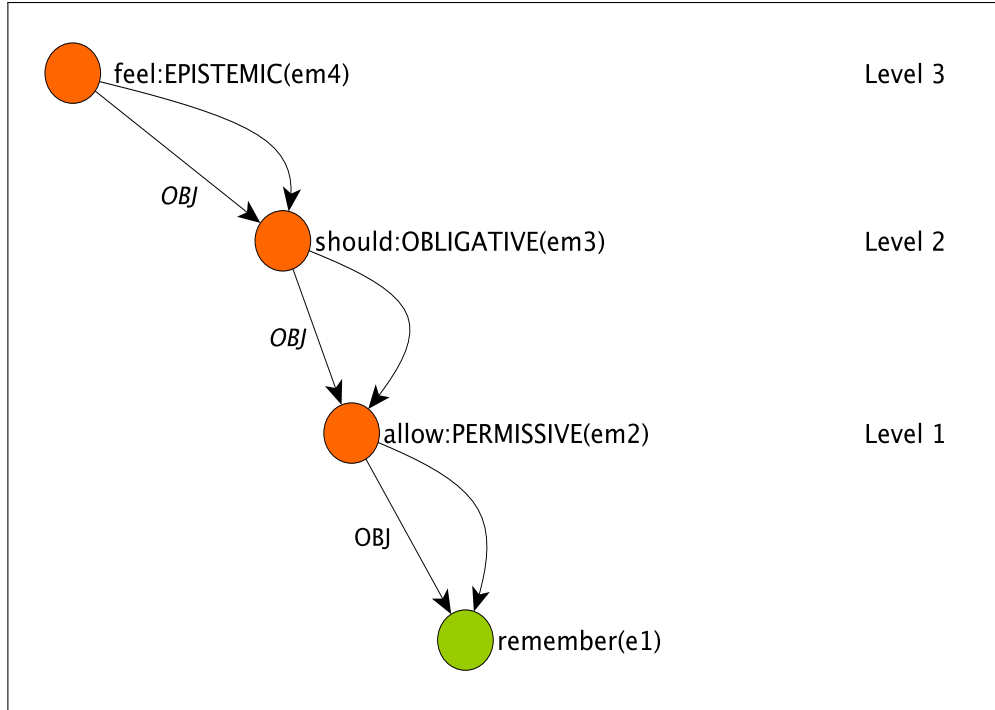 feel:EPISTEMIC(em4) Level 3
OBJ
should:OBLIGATIVE(em3) Level 2
OBJ
allow:PERMISSIVE(em2) Level 1
OBJ
remember(e1)